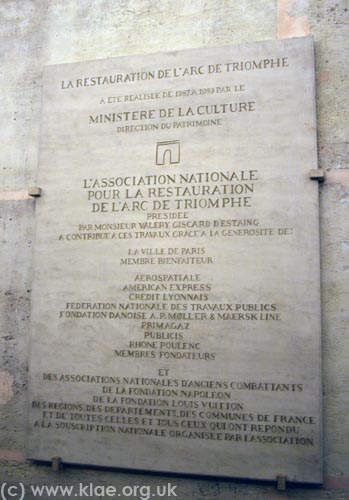 LA RESTAURATION DE L'ARC DE TRIOMPHE
A ÉTÉ RÉALISÉE DE 1987 A 1989 PAR LE
MINISTERE DE LA CULTURE
DIRECTION DU PATRIMOINE
L'ASSOCIATION NATIONALE
POUR LA RESTAURATION
DE L'ARC DE TRIOMPHE
PRESIDÉE
PAR MONSIEUR VALERY GISCARD D'ESTAING
A CONTRIBUÉ A CES TRAVAUX GRACE A LA GENEROSITE DE:
LA VILLE DE PARIS
MEMBRE BIENFAITEUR
AEROSPATIALE
AMERICAN EXPRESS
CRÉDIT LYONNAIS
FEDERATION NATIONALE DES TRAVAUX PUBLICS
FONDATION DANOISE A.P. MØLLER & MAERSK LINE
PRIMAGAZ
PUBLICIS
RHONE POULENC
MEMBRES FONDATEURS
ET
DES ASSOCIATIONS NATIONALES D'ANCIENS COMBATTANTS
DE LA FONDATION NAPOLEON
DE LA FONDATION LOUIS VUITTON
DES REGIONS, DES DEPARTEMENTS, DES COMMUNES DE FRANCE
ET DE TOUTES CELLES ET TOUS CEUX QUI ONT REPONDU
A LA SOUSCRIPTION NATIONALE ORGANISEE PAR L'ASSOCIATION
(c) www.klae.org.uk